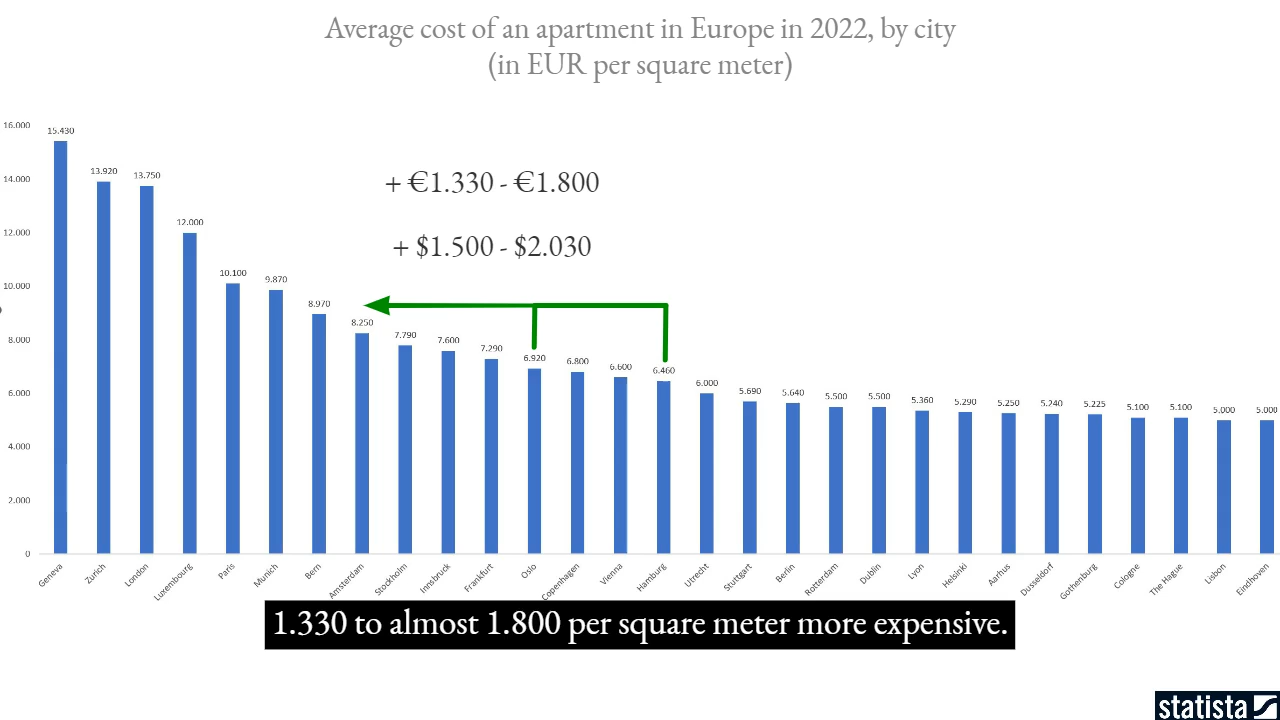 Average cost of an apartment in Europe in 2022, by city
(in EUR per square meter)
16.000
14.000
12.000
10.000
8.000
6.000
4.000
2.000
0
15.430
13.920
13.750
12.000
10.100
9.870
8.970
8.250
7.790
7.600
7.290
6.920
6.800
6.600
6.460
6.000
5.690
5.640
5.500
5.500
5.360
5.290
5.250
5.240
5.225
5.100
5.100
5.000
5.000
+ €1.330 - €1.800
+ $1.500 - $2.030
Geneva
Zurich
London
Luxembourg
Paris
Munich
Bern
Amsterdam
Stockholm
Innsbruck
Frankfurt
Oslo
Copenhagen
Vienna
Hamburg
Utrecht
Stuttgart
Berlin
Rotterdam
Dublin
Lyon
Helsinki
Aarhus
Dusseldorf
Gothenburg
Cologne
The Hague
Lisbon
Eindhoven
1.330 to almost 1.800 per square meter more expensive.
statista